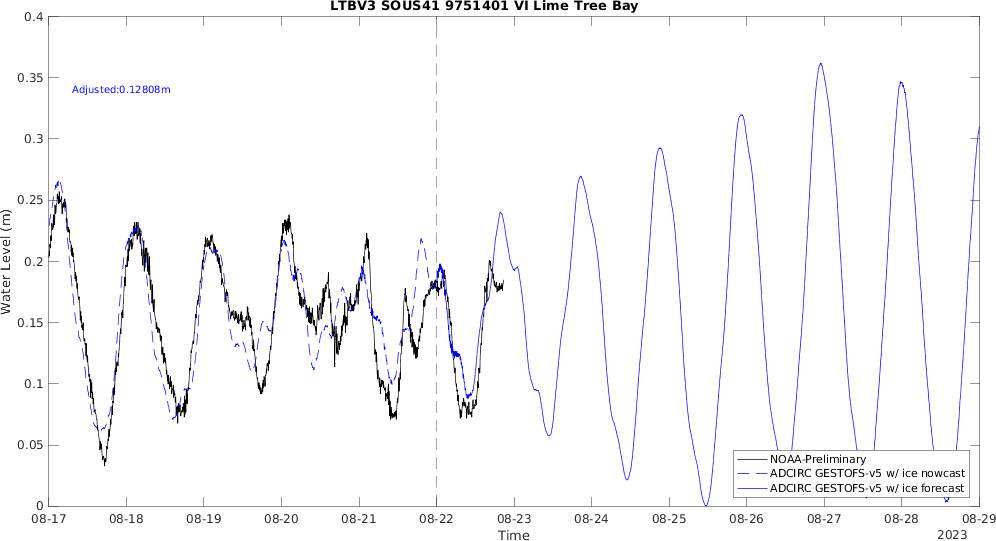 LTBV3 SOUS41 9751401 VI Lime Tree Bay
0.4
0.35
Adjusted:0.12808m
0.3
0.25
0.2
0.15
0.1
0.05
0
Water Level (m)
NOAA-Preliminary
ADCIRC GESTOFS-v5 w/ ice nowcast
ADCIRC GESTOFS-v5 w/ ice forecast
08-17 08-18 08-19 08-20 08-21 08-22 08-23 08-24 08-25 08-26 08-27 08-28 08-29
Time
2023